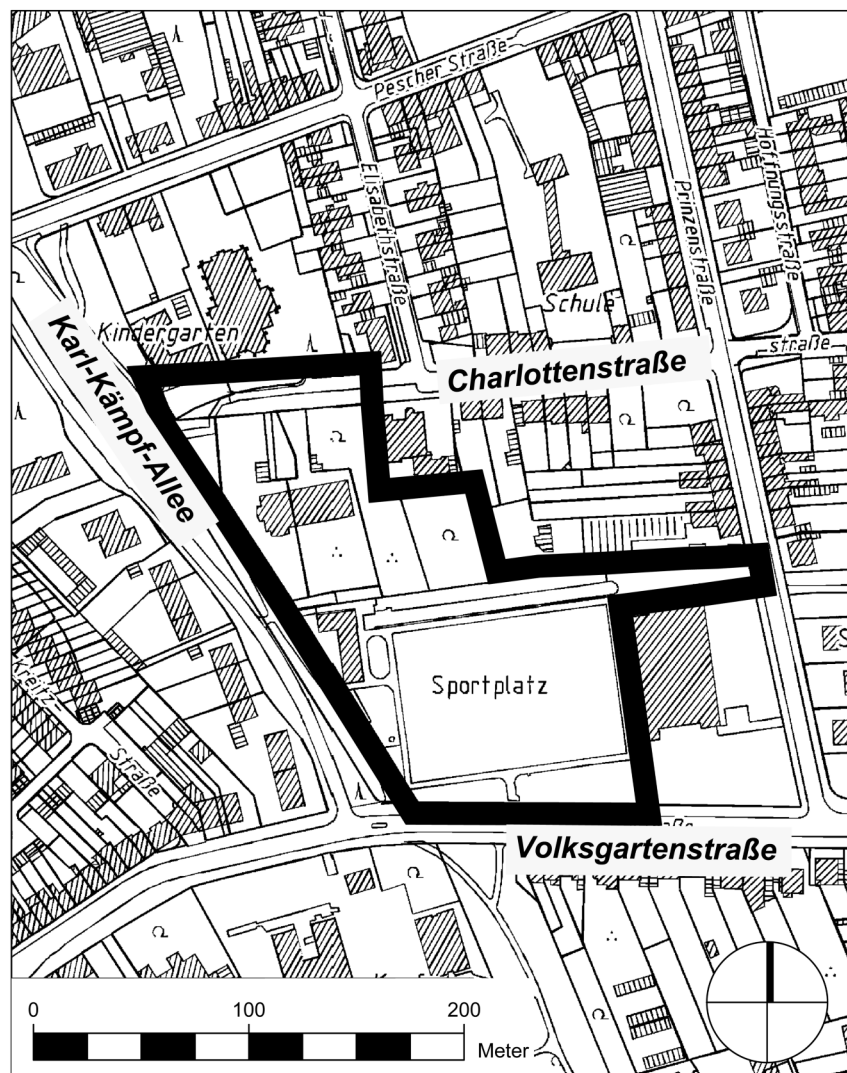 Pescher Straße
Elisabethstraße
Prinzenstraße
Hoffnungsstraße
Kindergarten
Schule
straße
Karl-Kämpf-Allee
Charlottenstraße
Sportplatz
Kreitz
Straße
Volksgartenstraße
0 100 200
Meter